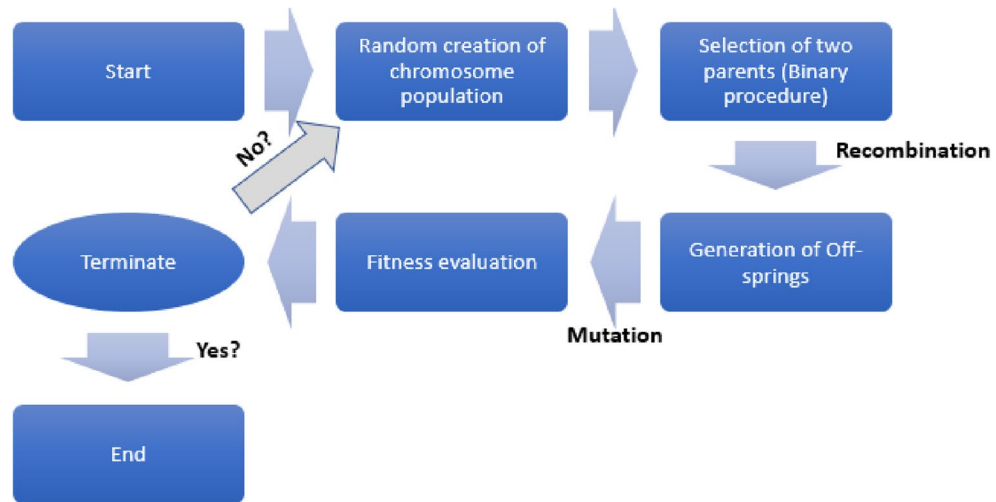 Start
Random creation of
chromosome
population
Selection of two
parents (Binary
procedure)
No?
Recombination
Terminate
Fitness evaluation
Generation of Off-
springs
Mutation
Yes?
End